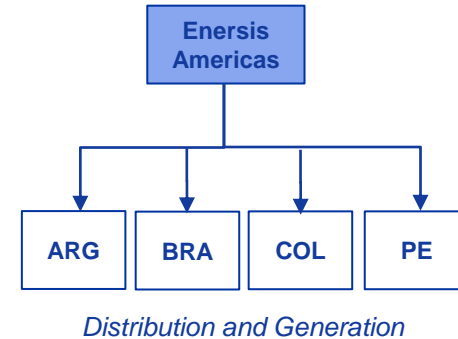 Enersis
Americas
ARG
BRA
COL
PE
Distribution and Generation